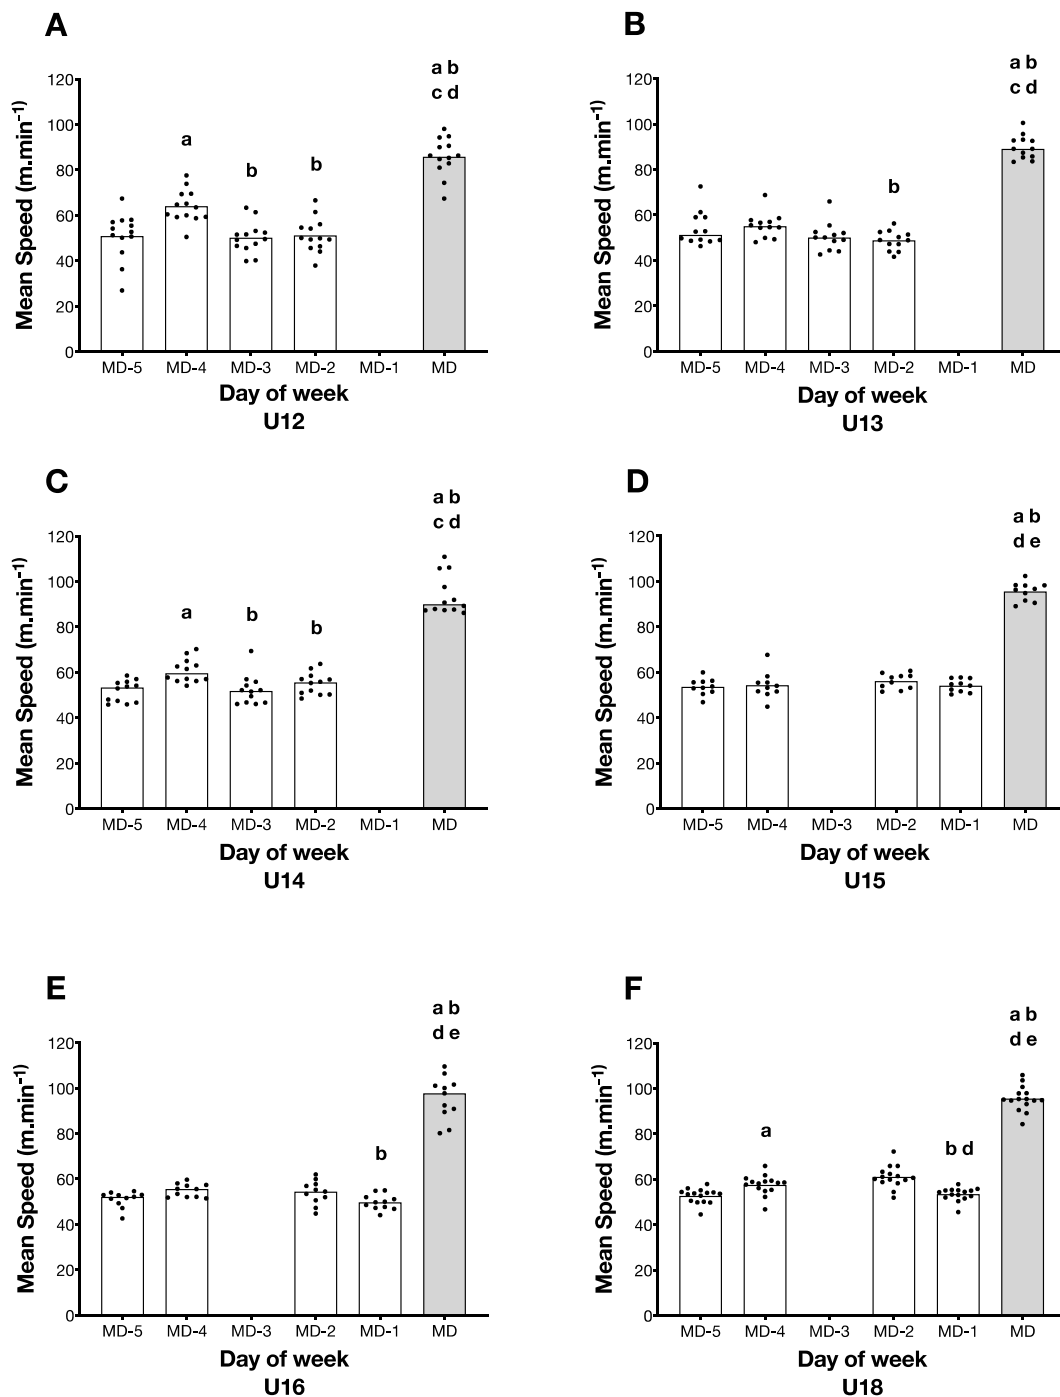 A
a b
c d
a
b
b
120
100
80
60
40
20
0
Mean Speed (m.min⁻¹)
MD-5 MD-4 MD-3 MD-2 MD-1 MD
Day of week
U12
B
a b
c d
b
120
100
80
60
40
20
0
Mean Speed (m.min⁻¹)
MD-5 MD-4 MD-3 MD-2 MD-1 MD
Day of week
U13
C
a b
c d
a
b
b
120
100
80
60
40
20
0
Mean Speed (m.min⁻¹)
MD-5 MD-4 MD-3 MD-2 MD-1 MD
Day of week
U14
D
a b
d e
120
100
80
60
40
20
0
Mean Speed (m.min⁻¹)
MD-5 MD-4 MD-3 MD-2 MD-1 MD
Day of week
U15
E
a b
d e
b
120
100
80
60
40
20
0
Mean Speed (m.min⁻¹)
MD-5 MD-4 MD-3 MD-2 MD-1 MD
Day of week
U16
F
a b
d e
a
b d
120
100
80
60
40
20
0
Mean Speed (m.min⁻¹)
MD-5 MD-4 MD-3 MD-2 MD-1 MD
Day of week
U18